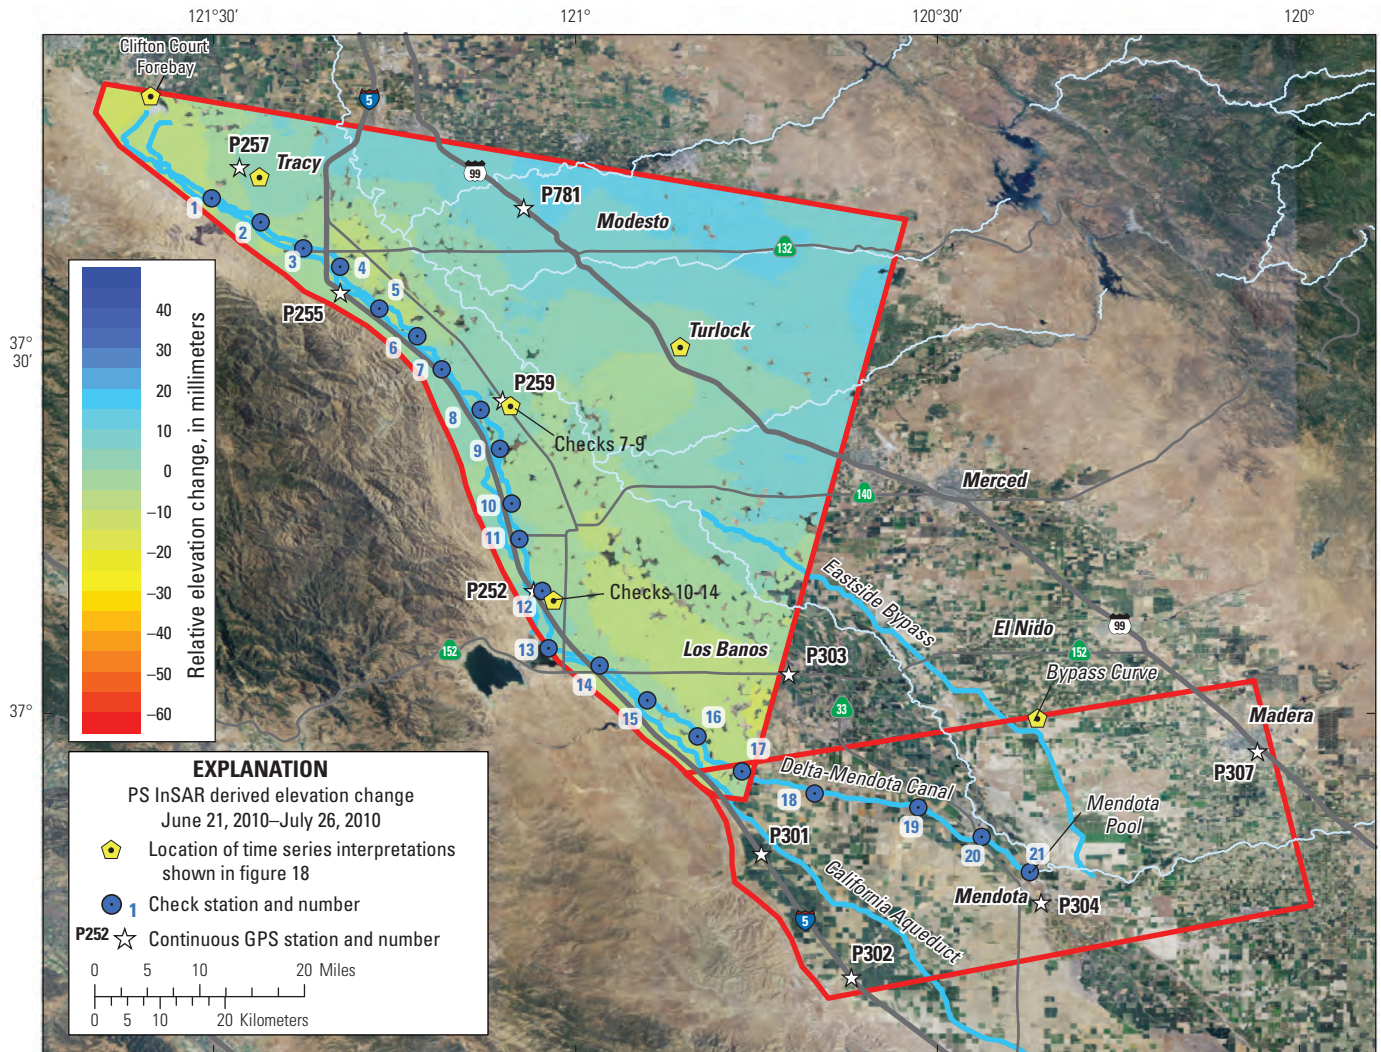 121°30'
121°
120°30'
120°
Clifton Court
Forebay
5
P257
Tracy
99
P781
Modesto
1
2
132
3
4
5
P255
Turlock
37°
30'
6
7
P259
8
Checks 7-9
9
Merced
140
10
11
Eastside Bypass
P252
Checks 10-14
12
El Nido
99
13
152
Los Banos
P303
152
Bypass Curve
14
33
37°
15
16
Madera
17
P307
Delta-Mendota Canal
18
19
Mendota
Pool
P301
20
21
California Aqueduct
Mendota
P304
5
P302
40
30
20
10
0
–10
–20
–30
–40
–50
–60
Relative elevation change, in millimeters
EXPLANATION
PS InSAR derived elevation change
June 21, 2010–July 26, 2010
Location of time series interpretations
shown in figure 18
1 Check station and number
P252 Continuous GPS station and number
0 5 10 20 Miles
0 5 10 20 Kilometers